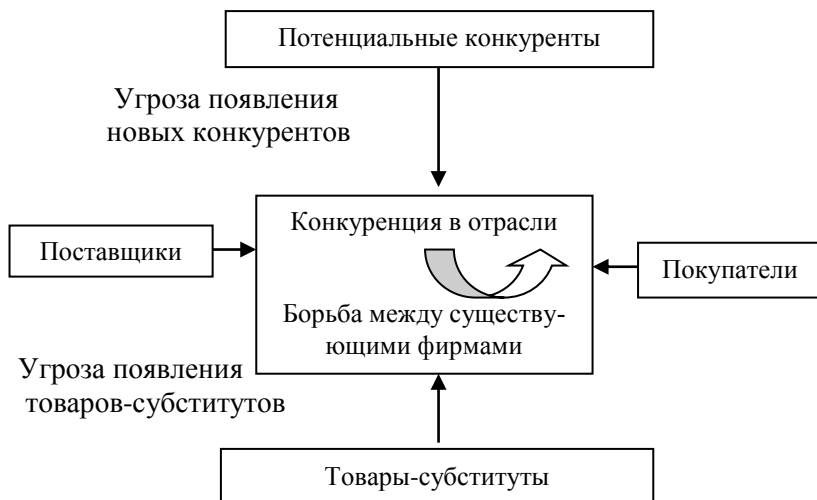 Потенциальные конкуренты
Угроза появления
новых конкурентов
Конкуренция в отрасли
Поставщики
Покупатели
Борьба между существу-
ющими фирмами
Угроза появления
товаров-субститутов
Товары-субституты